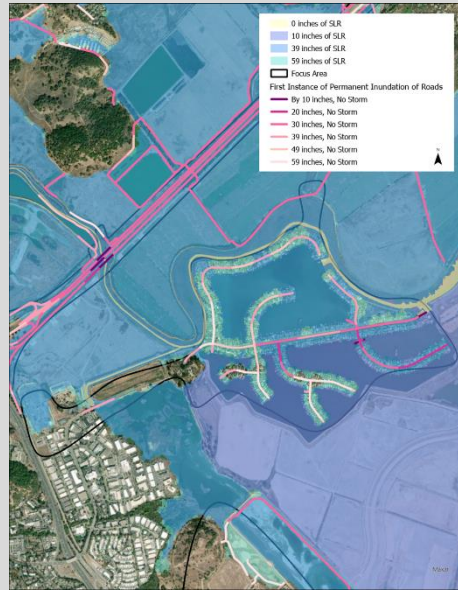 0 inches of SLR
10 inches of SLR
39 inches of SLR
59 inches of SLR
Focus Area
First Instance of Permanent Inundation of Roads
By 10 inches, No Storm
20 inches, No Storm
30 inches, No Storm
39 inches, No Storm
49 inches, No Storm
59 inches, No Storm